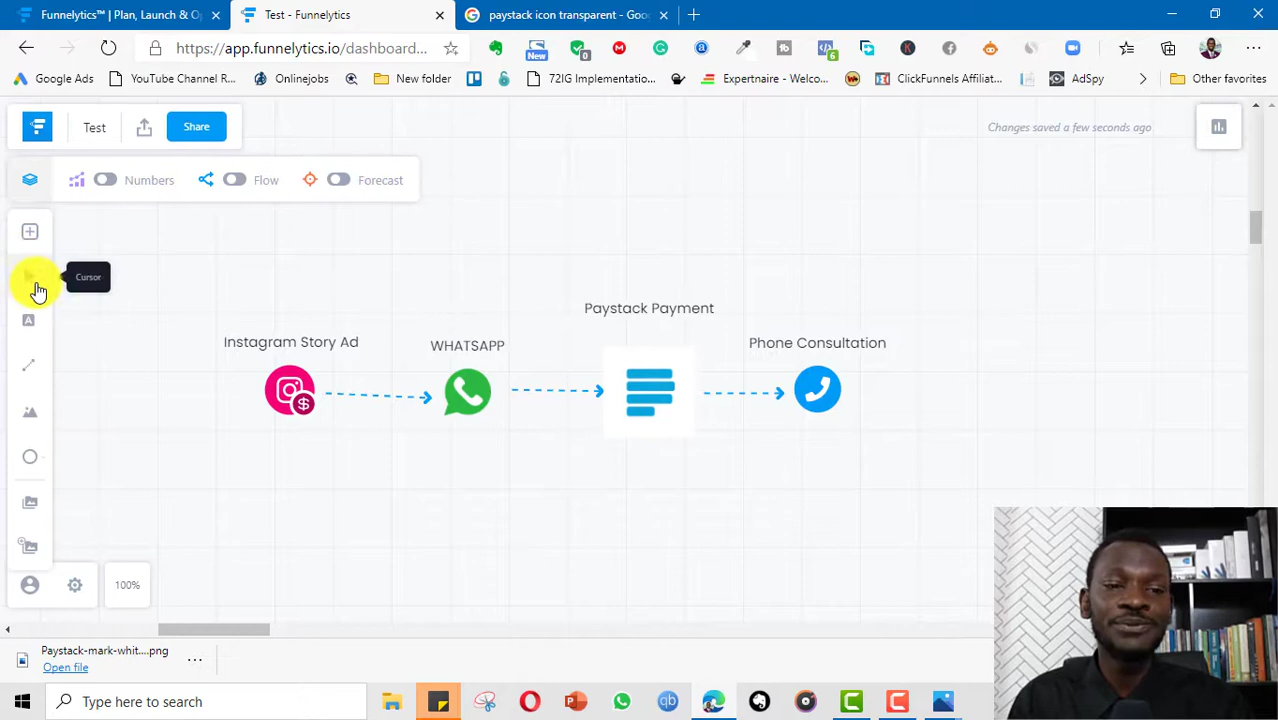 Funnelytics™ | Plan, Launch & O
Test - Funnelytics
paystack icon transparent - Goo
https://app.funnelytics.io/dashboard...
New
0
6
Google Ads
YouTube Channel R...
Onlinejobs
New folder
72IG Implementatio...
Expertnaire - Welco...
ClickFunnels Affiliat...
AdSpy
Other favorites
Test
Share
Changes saved a few seconds ago
Numbers
Flow
Forecast
Cursor
A
Paystack Payment
Instagram Story Ad
WHATSAPP
Phone Consultation
$
100%
Paystack-mark-whit....png
Open file
Type here to search